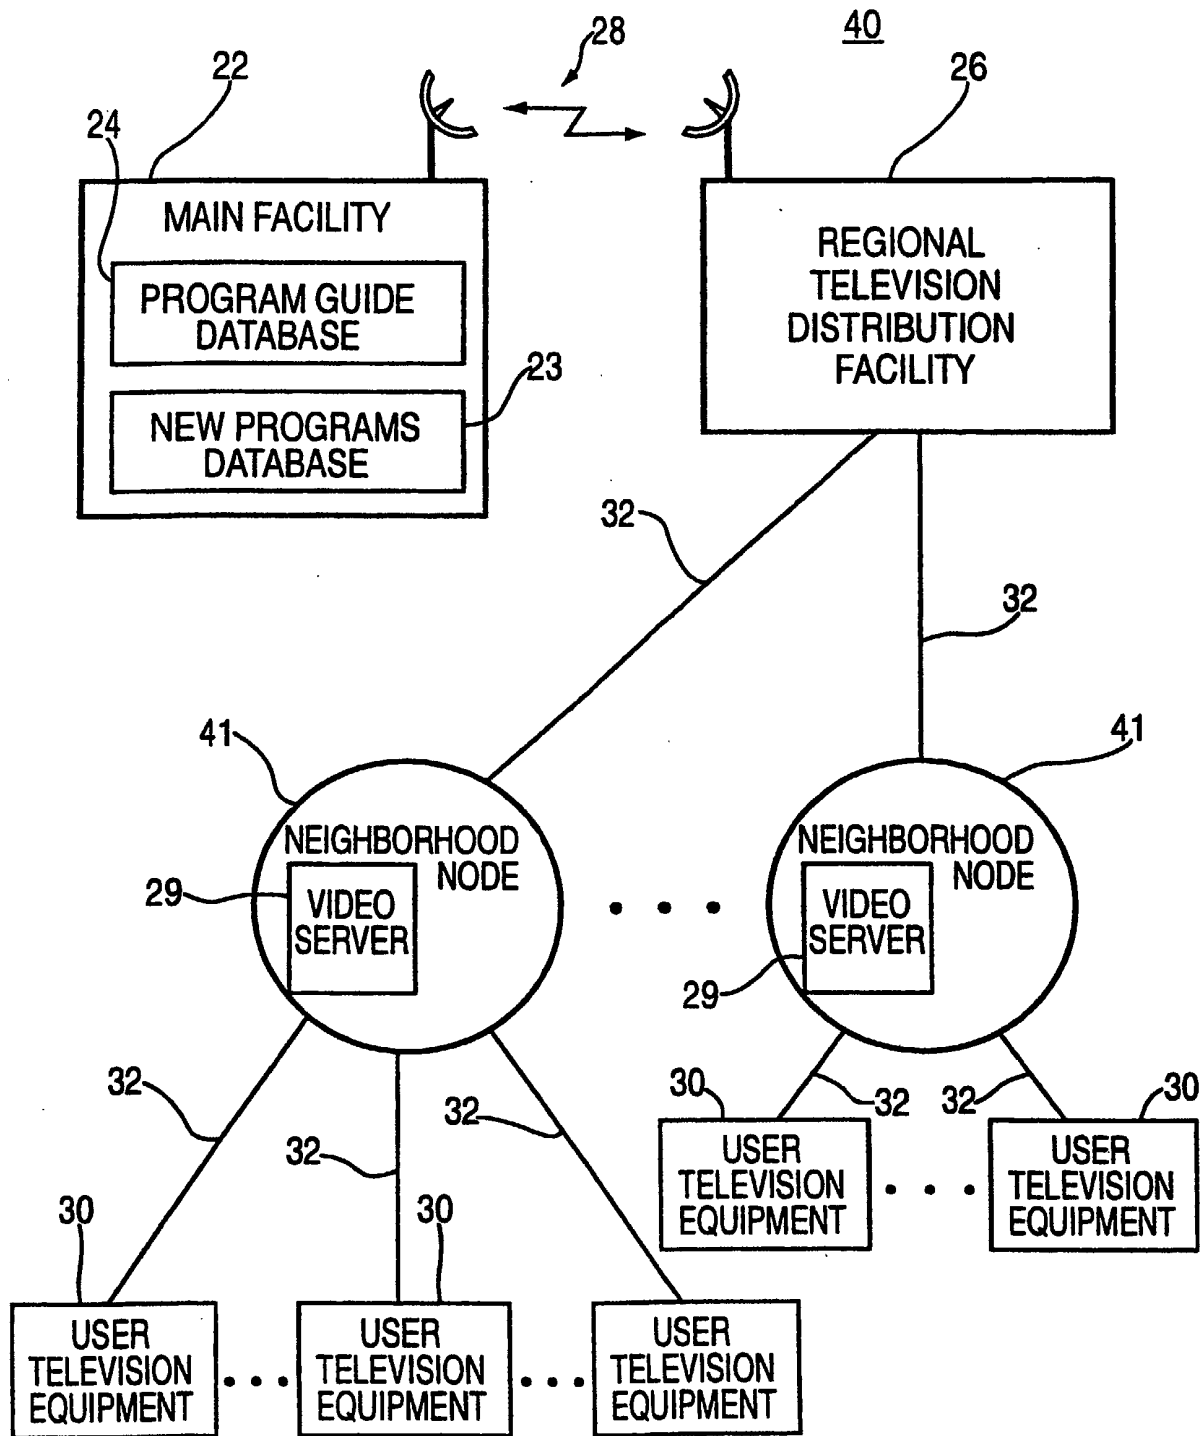 40
28
22
26
24
MAIN FACILITY
PROGRAM GUIDE
DATABASE
23
NEW PROGRAMS
DATABASE
REGIONAL
TELEVISION
DISTRIBUTION
FACILITY
32
32
41
41
NEIGHBORHOOD
NODE
29
VIDEO
SERVER
NEIGHBORHOOD
NODE
29
VIDEO
SERVER
32
32
32
32
32
30
USER
TELEVISION
EQUIPMENT
30
USER
TELEVISION
EQUIPMENT
30
USER
TELEVISION
EQUIPMENT
30
USER
TELEVISION
EQUIPMENT
USER
TELEVISION
EQUIPMENT